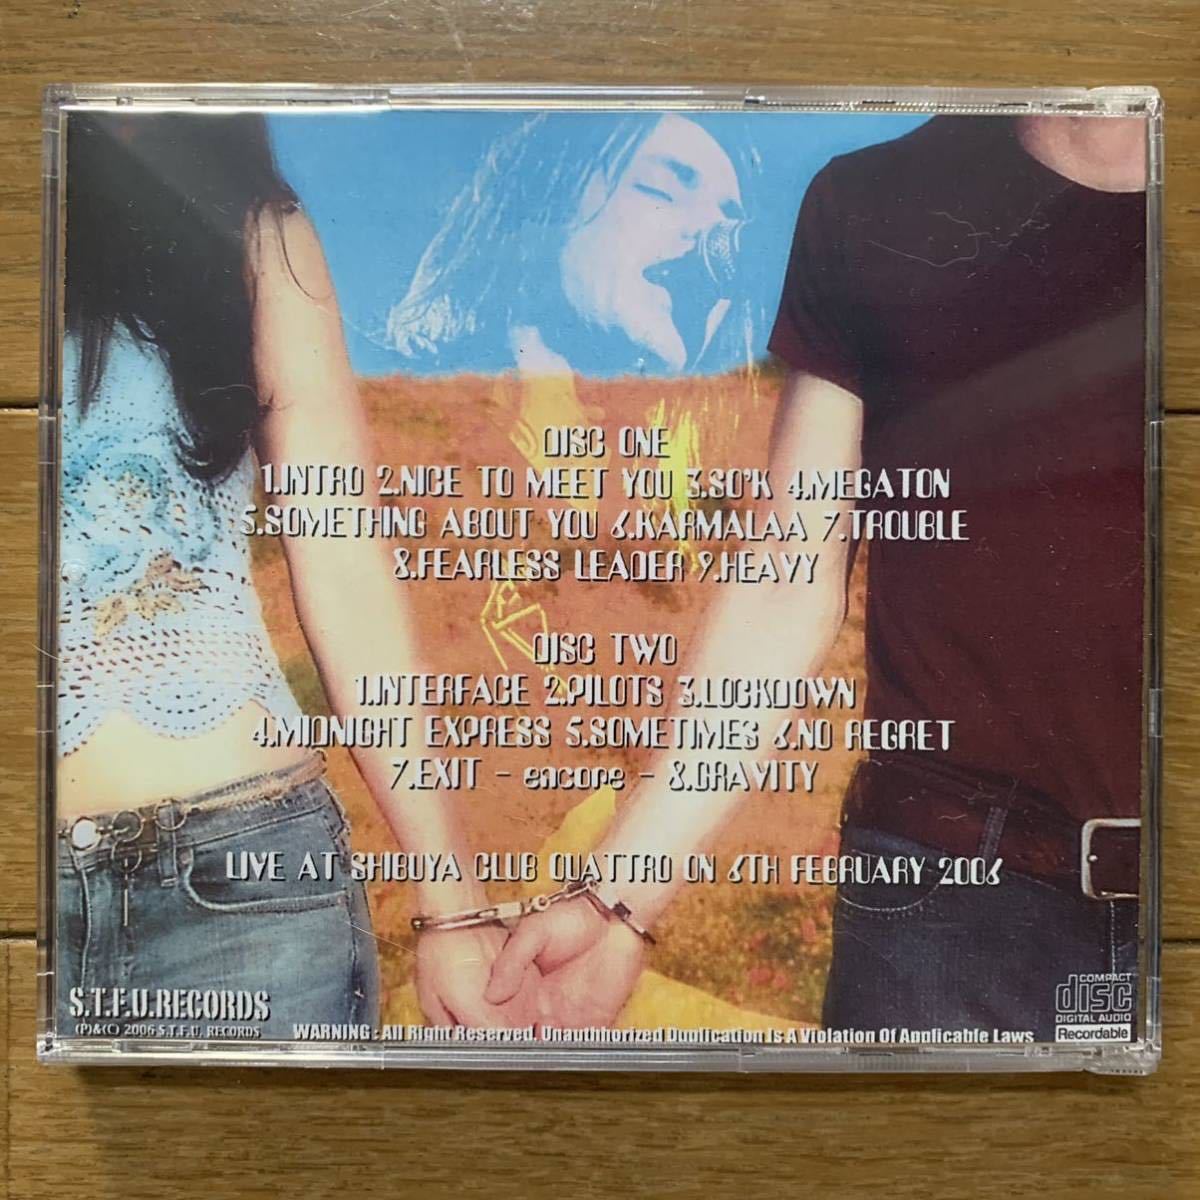 DISC ONE
1.INTRO 2.NICE TO MEET YOU 3.SO'K 4.MEGATON
5.SOMETHING ABOUT YOU 6.KARMALAA 7.TROUBLE
8.FEARLESS LEADER 9.HEAVY
DISC TWO
1.INTERFACE 2.PILOTS 3.LOCKDOWN
4.MIDNIGHT EXPRESS 5.SOMETIMES 6.NO REGRET
7.EXIT - encore - 8.GRAVITY
LIVE AT SHIBUYA CLUB QUATTRO ON 6TH FEBRUARY 2006
S.T.F.U.RECORDS
(P)&(C) 2006 S.T.F.U. RECORDS
WARNING : All Right Reserved. Unauthhorized Duplication Is A Violation Of Applicable Laws
COMPACT
disc
DIGITAL AUDIO
Recordable